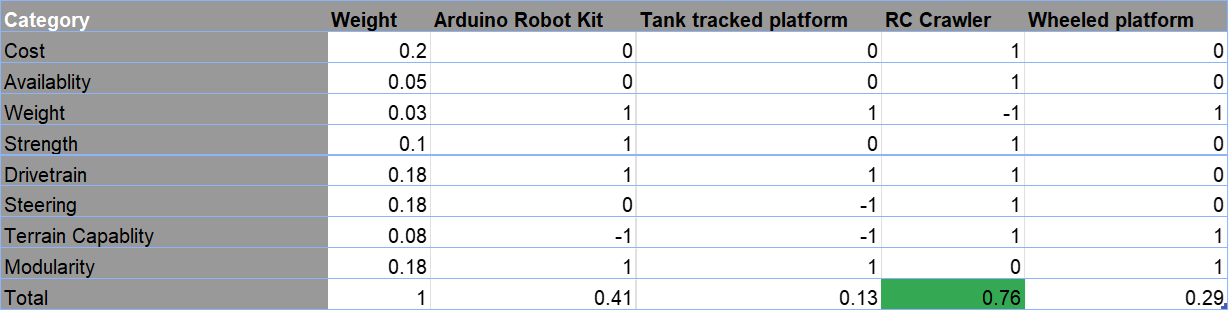 Category Weight Arduino Robot Kit Tank tracked platform RC Crawler Wheeled platform
Cost 0.2 0 0 1 0
Availablity 0.05 0 0 1 0
Weight 0.03 1 1 -1 1
Strength 0.1 1 0 1 0
Drivetrain 0.18 1 1 1 0
Steering 0.18 0 -1 1 0
Terrain Capablity 0.08 -1 -1 1 1
Modularity 0.18 1 1 0 1
Total 1 0.41 0.13 0.76 0.29